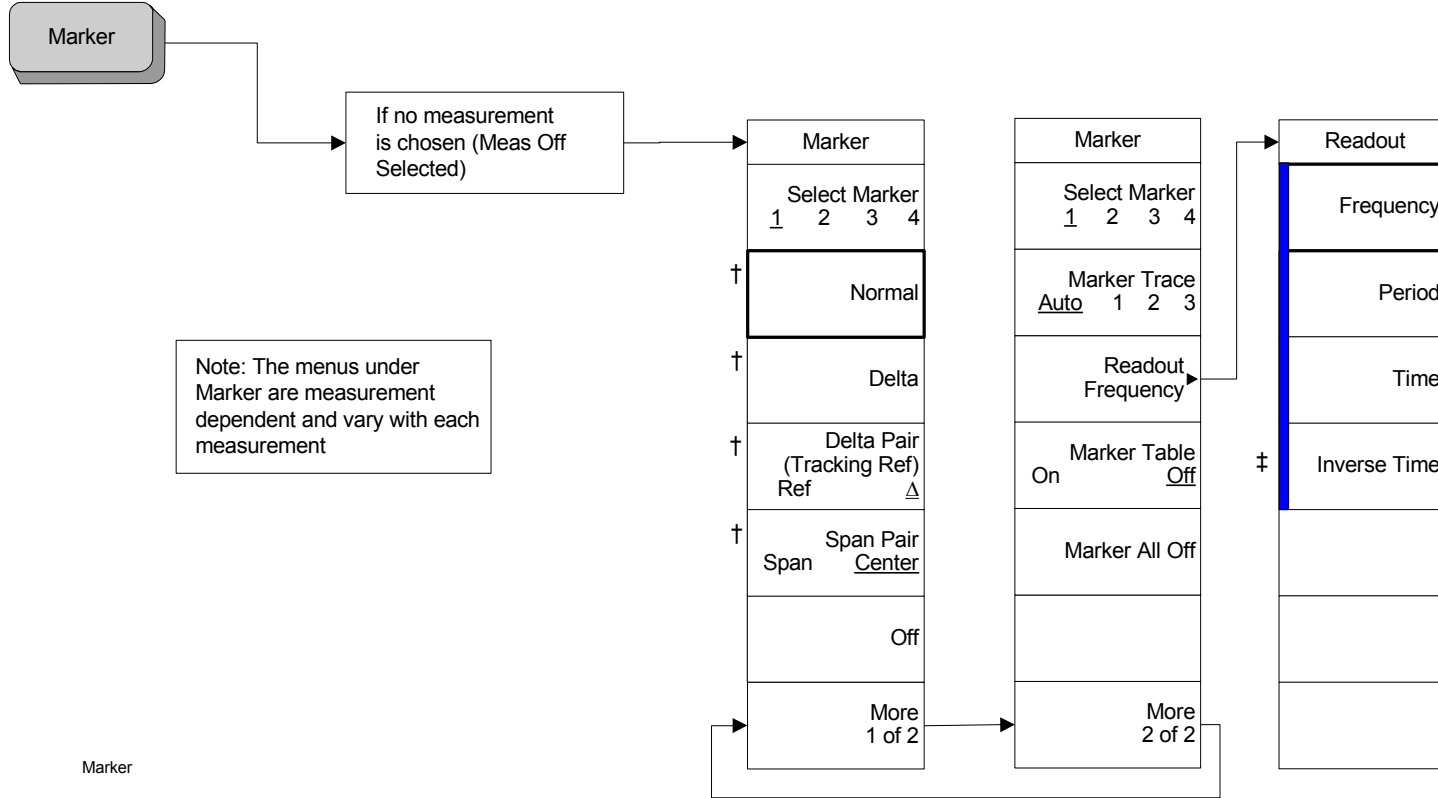 Marker
If no measurement
is chosen (Meas Off
Selected)
Note: The menus under
Marker are measurement
dependent and vary with each
measurement
Marker
Select Marker
1 2 3 4
†
Normal
†
Delta
†
Delta Pair
(Tracking Ref)
Ref Δ
†
Span Pair
Span Center
Off
More
1 of 2
Marker
Select Marker
1 2 3 4
Marker Trace
Auto 1 2 3
Readout
Frequency
Marker Table
On Off
Marker All Off
More
2 of 2
Readout
Frequency
Period
Time
‡
Inverse Time
Marker